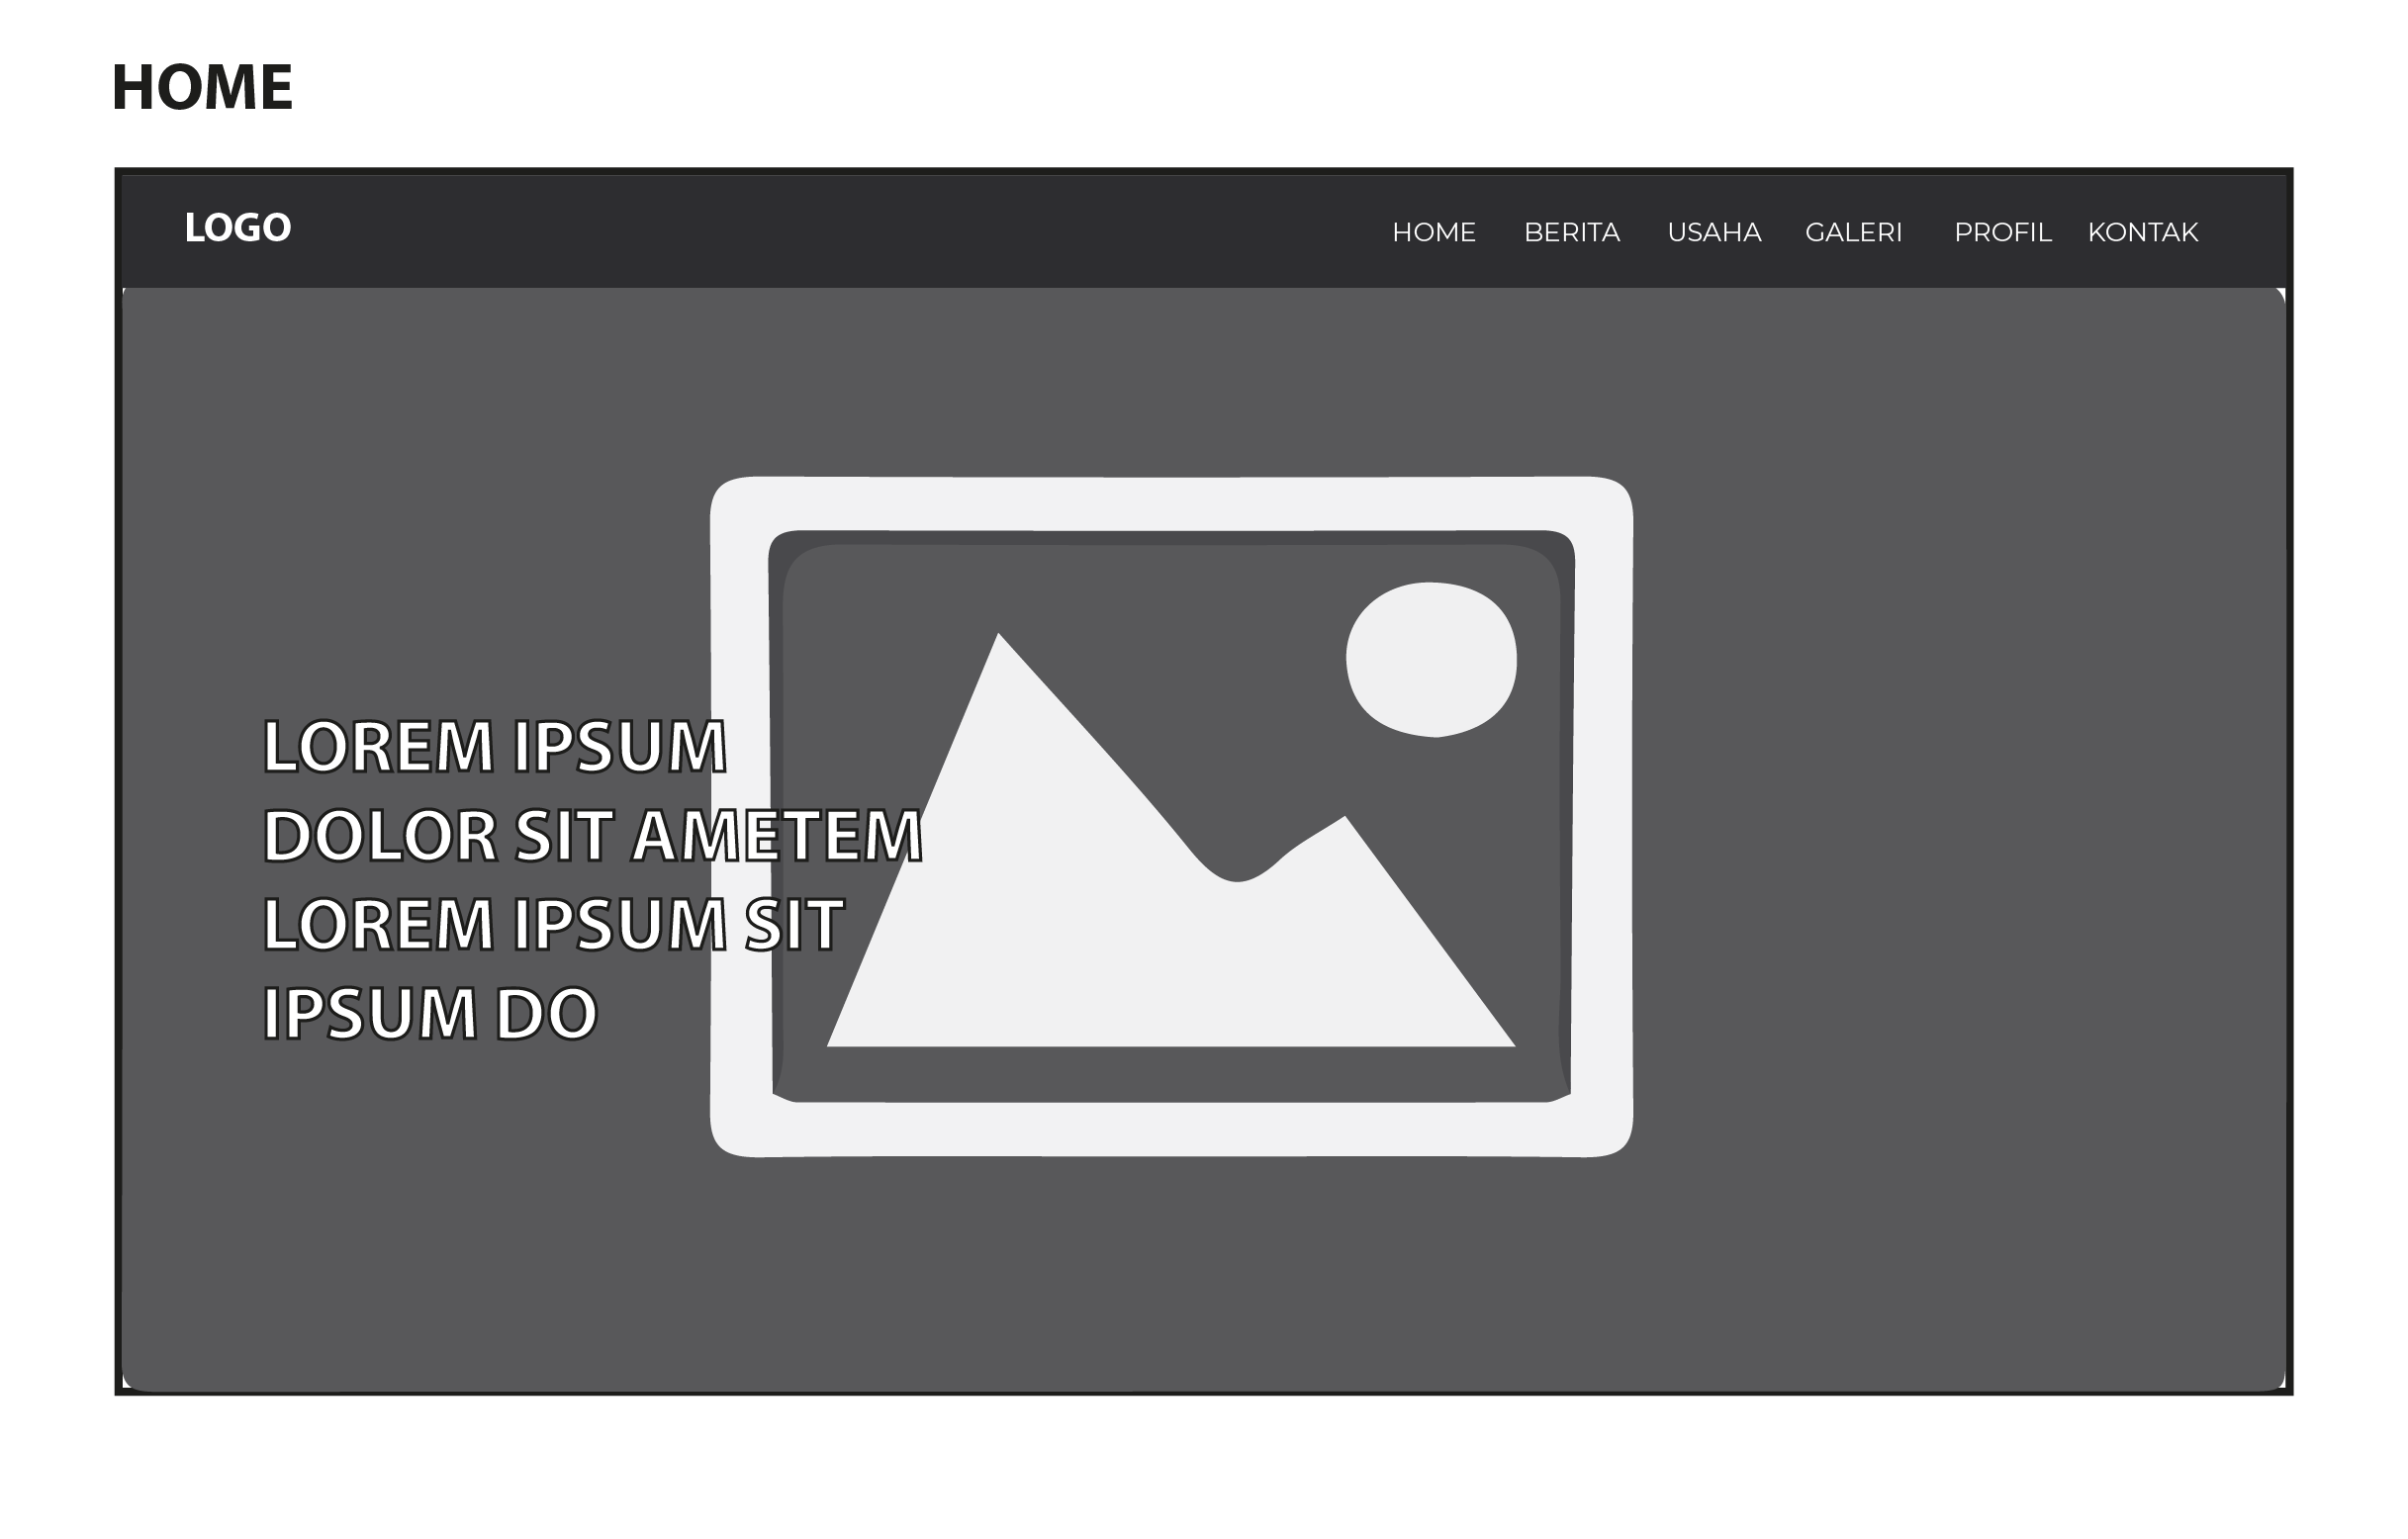 HOME
LOGO
HOME BERITA USAHA GALERI PROFIL KONTAK
LOREM IPSUM
DOLOR SIT AMETEM
LOREM IPSUM SIT
IPSUM DO